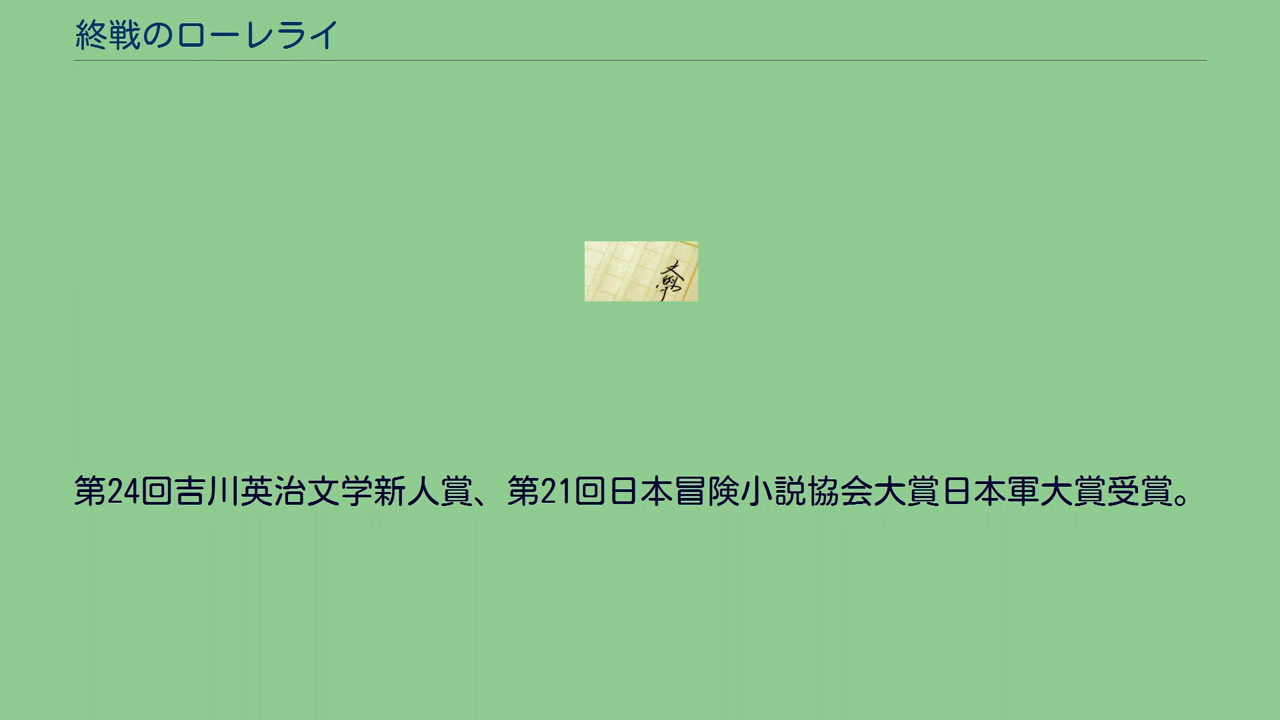 終戦のローレライ
第24回吉川英治文学新人賞、第21回日本冒険小説協会大賞日本軍大賞受賞。